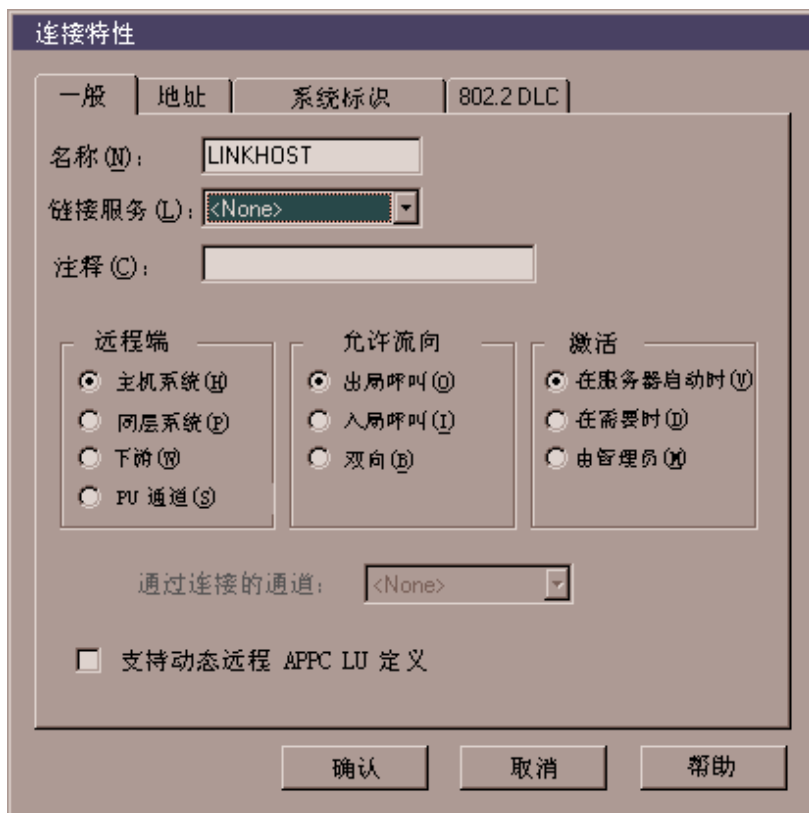 连接特性
一般 地址 系统标识 802.2 DLC
名称(N): LINKHOST
链接服务(L): <None>
注释(C):
远程端 允许流向 激活
主机系统(H) 出局呼叫(O) 在服务器启动时(V)
同层系统(P) 入局呼叫(I) 在需要时(D)
下游(W) 双向(B) 由管理员(M)
PU 通道(S)
通过连接的通道: <None>
支持动态远程 APPC LU 定义
确认 取消 帮助